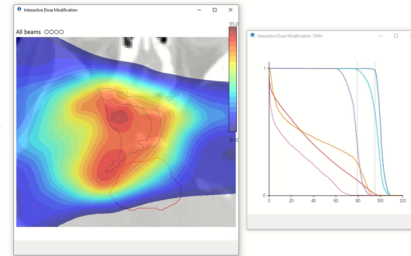 Interactive Dose Modification
All beams
Interactive Dose Modification - DVH
1
0
0 20 40 60 80 100 120